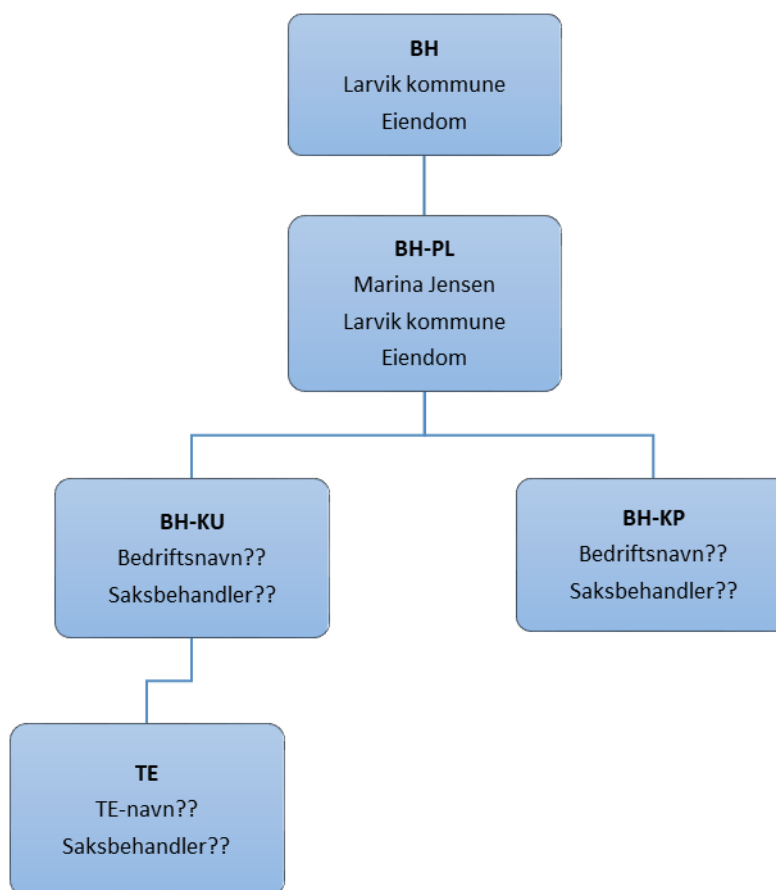 BH
Larvik kommune
Eiendom
BH-PL
Marina Jensen
Larvik kommune
Eiendom
BH-KU
Bedriftsnavn??
Saksbehandler??
BH-KP
Bedriftsnavn??
Saksbehandler??
TE
TE-navn??
Saksbehandler??